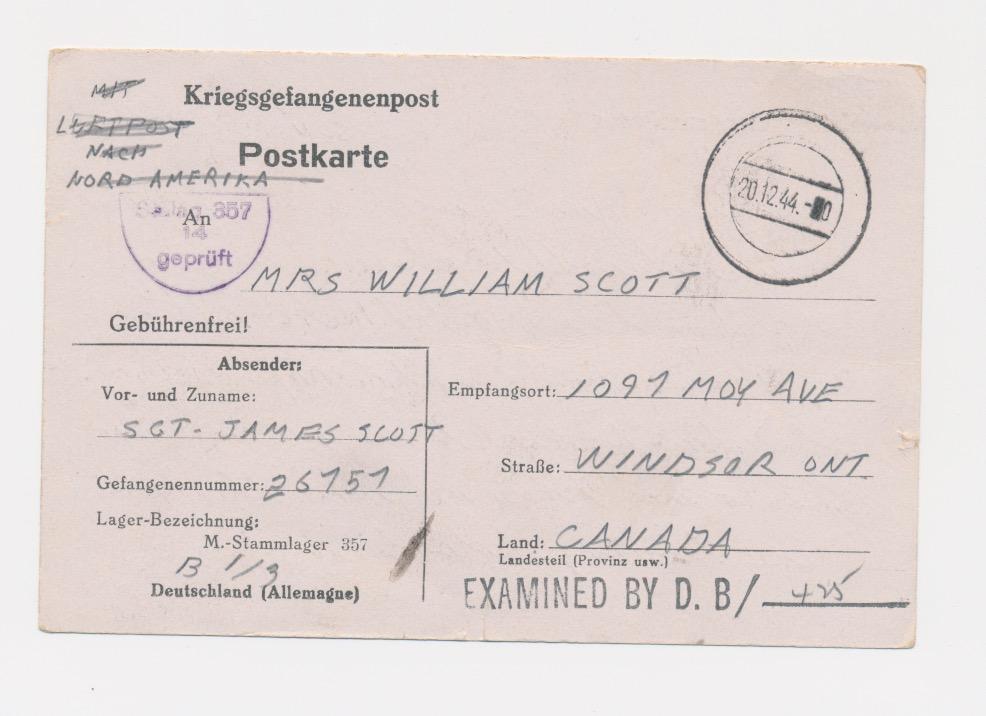 MIT
LUFTPOST
NACH
NORD AMERIKA
Kriegsgefangenenpost
Postkarte
20.12.44.-
Stalag 357
14
geprüft
An
MRS WILLIAM SCOTT
Gebührenfrei!
Absender:
Vor- und Zuname:
SGT. JAMES SCOTT
Gefangenennummer: 26757
Lager-Bezeichnung:
M.-Stammlager 357
B 1/3
Deutschland (Allemagne)
Empfangsort: 1097 MOY AVE
Straße: WINDSOR ONT
Land: CANADA
Landesteil (Provinz usw.)
EXAMINED BY D. B/ 425